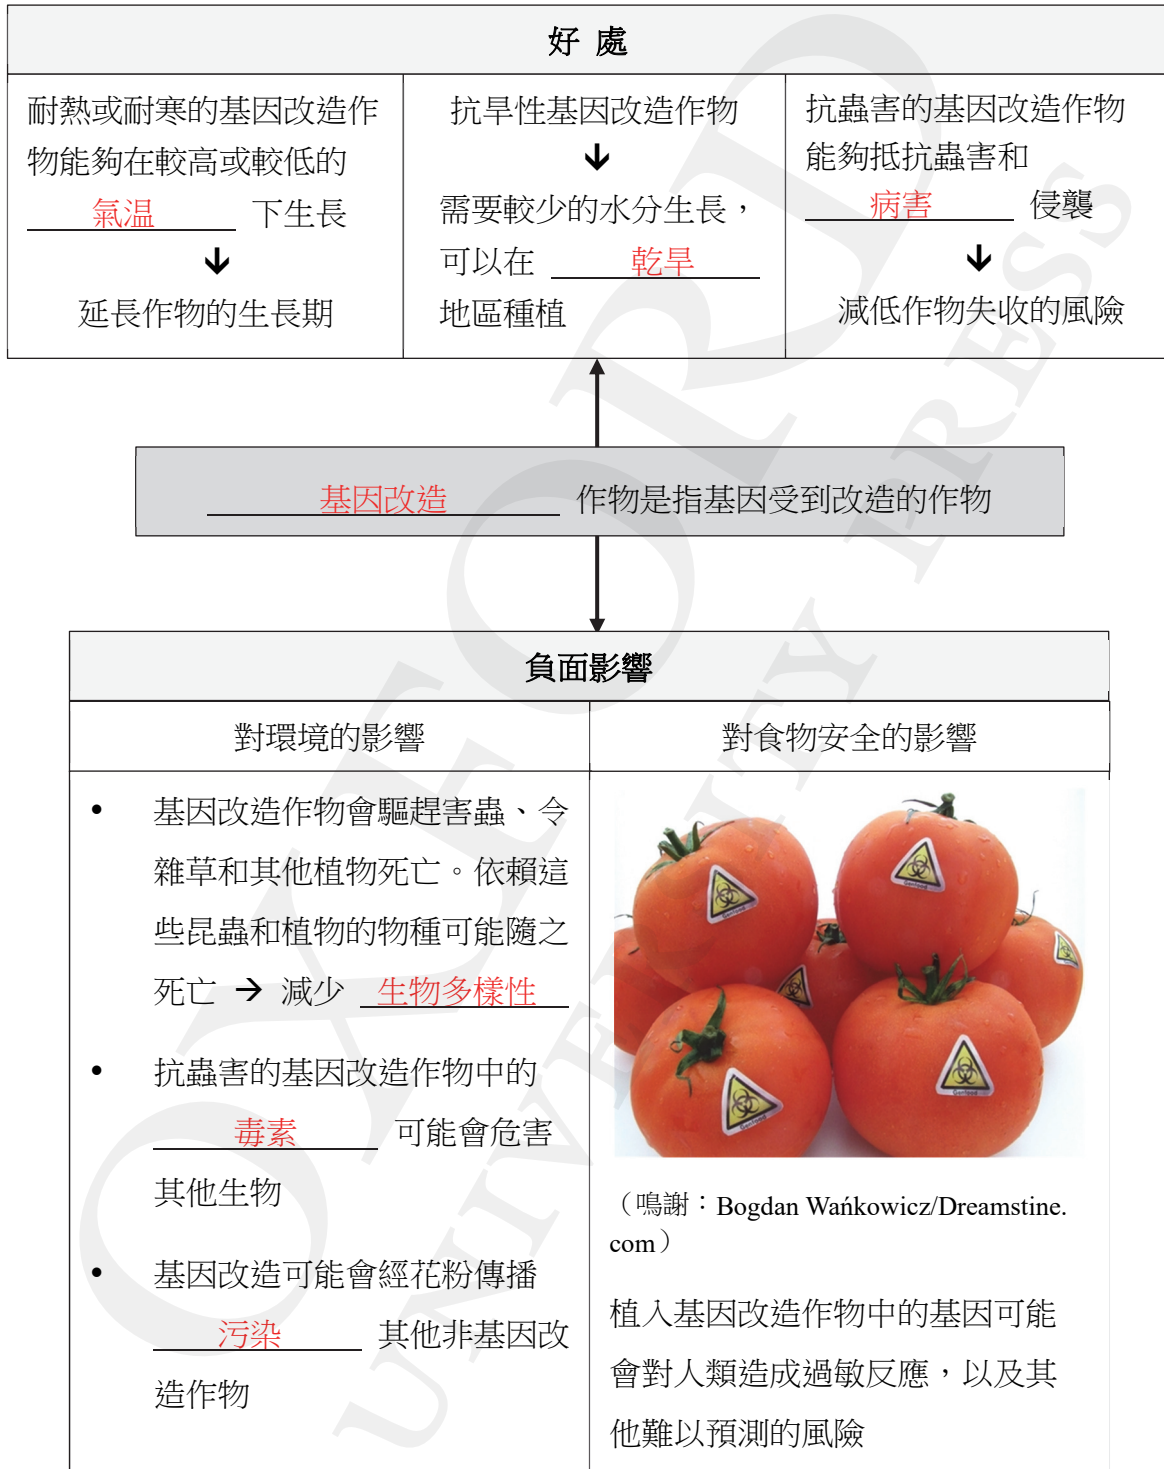 好 處
耐熱或耐寒的基因改造作
物能夠在較高或較低的
氣温 下生長
↓
延長作物的生長期
抗旱性基因改造作物
↓
需要較少的水分生長，
可以在 乾旱
地區種植
抗蟲害的基因改造作物
能夠抵抗蟲害和
病害 侵襲
↓
減低作物失收的風險
基因改造 作物是指基因受到改造的作物
負面影響
對環境的影響
• 基因改造作物會驅趕害蟲、令
雜草和其他植物死亡。依賴這
些昆蟲和植物的物種可能隨之
死亡 → 減少 生物多樣性
• 抗蟲害的基因改造作物中的
毒素 可能會危害
其他生物
• 基因改造可能會經花粉傳播
污染 其他非基因改
造作物
對食物安全的影響
（鳴謝：Bogdan Wańkowicz/Dreamstine.
com）
植入基因改造作物中的基因可能
會對人類造成過敏反應，以及其
他難以預測的風險
OXFORD
UNIVERSITY PRESS